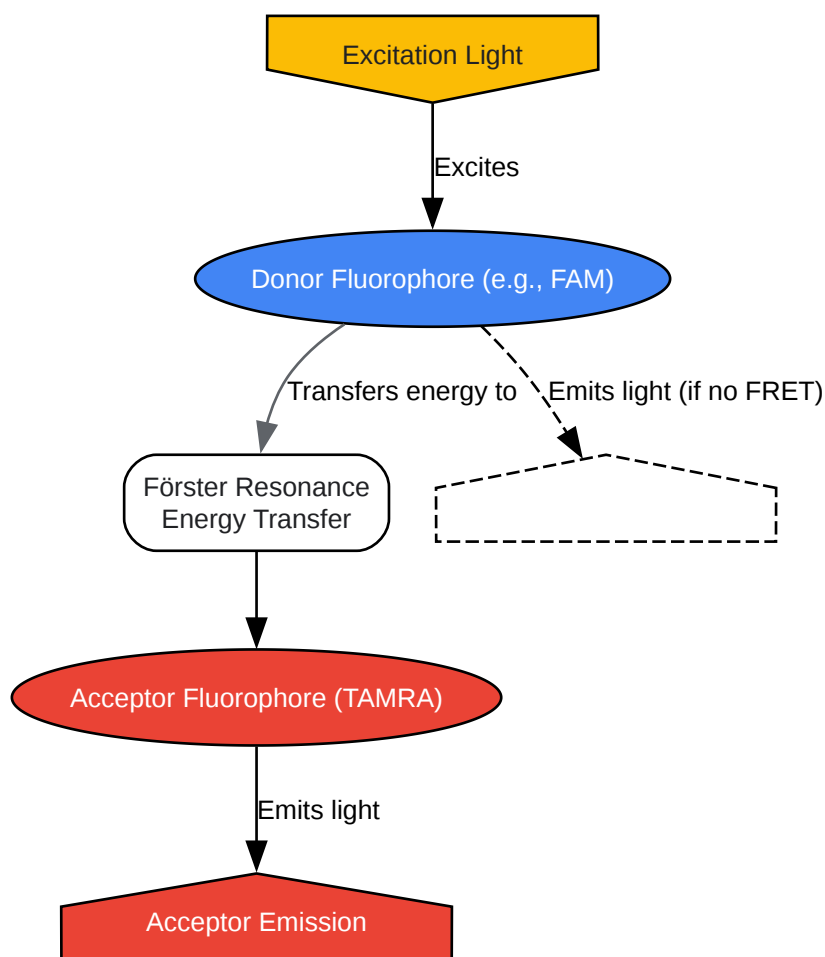 Excitation Light
Excites
Donor Fluorophore (e.g., FAM)
Transfers energy to
Emits light (if no FRET)
Förster Resonance
Energy Transfer
Acceptor Fluorophore (TAMRA)
Emits light
Acceptor Emission